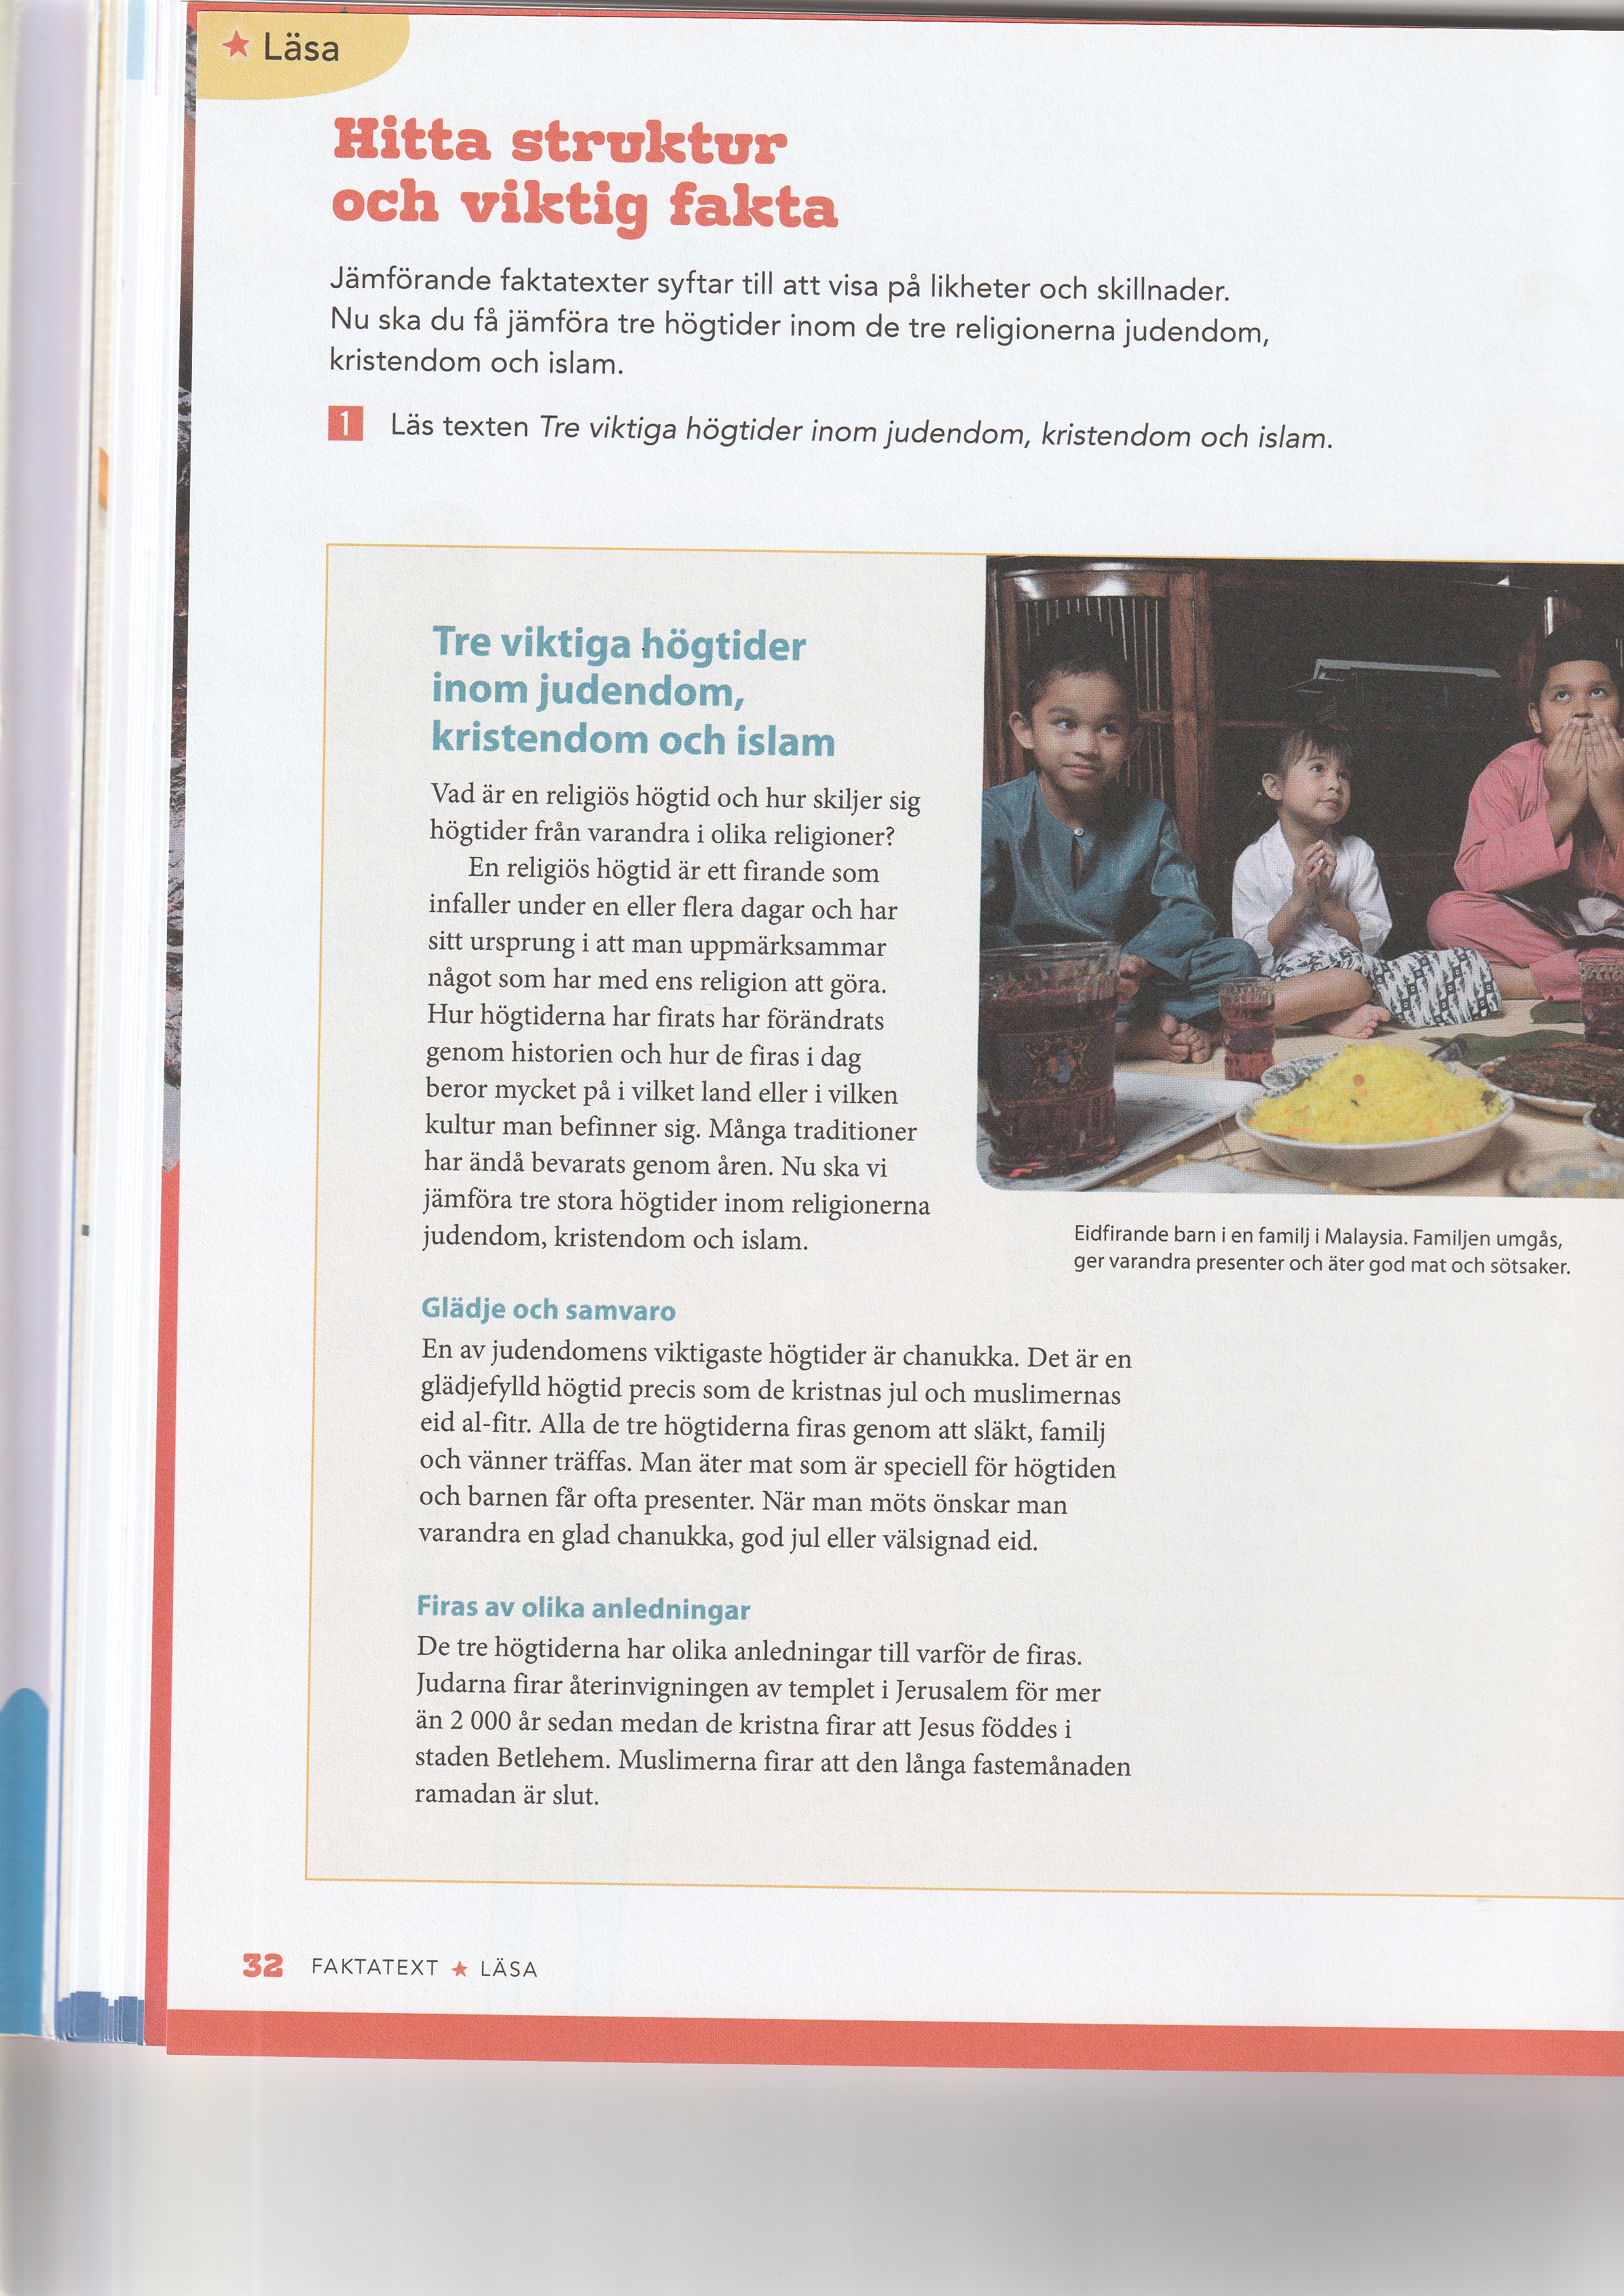 Läsa
Hitta struktur
och viktig fakta
Jämförande faktatexter syftar till att visa på likheter och skillnader.
Nu ska du få jämföra tre högtider inom de tre religionerna judendom,
kristendom och islam.
1 Läs texten Tre viktiga högtider inom judendom, kristendom och islam.
Tre viktiga högtider
inom judendom,
kristendom och islam
Vad är en religiös högtid och hur skiljer sig
högtider från varandra i olika religioner?
En religiös högtid är ett firande som
infaller under en eller flera dagar och har
sitt ursprung i att man uppmärksammar
något som har med ens religion att göra.
Hur högtiderna har firats har förändrats
genom historien och hur de firas i dag
beror mycket på i vilket land eller i vilken
kultur man befinner sig. Många traditioner
har ändå bevarats genom åren. Nu ska vi
jämföra tre stora högtider inom religionerna
judendom, kristendom och islam.
Eidfirande barn i en familj i Malaysia. Familjen umgås,
ger varandra presenter och äter god mat och sötsaker.
Glädje och samvaro
En av judendomens viktigaste högtider är chanukka. Det är en
glädjefylld högtid precis som de kristnas jul och muslimernas
eid al-fitr. Alla de tre högtiderna firas genom att släkt, familj
och vänner träffas. Man äter mat som är speciell för högtiden
och barnen får ofta presenter. När man möts önskar man
varandra en glad chanukka, god jul eller välsignad eid.
Firas av olika anledningar
De tre högtiderna har olika anledningar till varför de firas.
Judarna firar återinvigningen av templet i Jerusalem för mer
än 2 000 år sedan medan de kristna firar att Jesus föddes i
staden Betlehem. Muslimerna firar att den långa fastemånaden
ramadan är slut.
32 FAKTATEXT ★ LÄSA